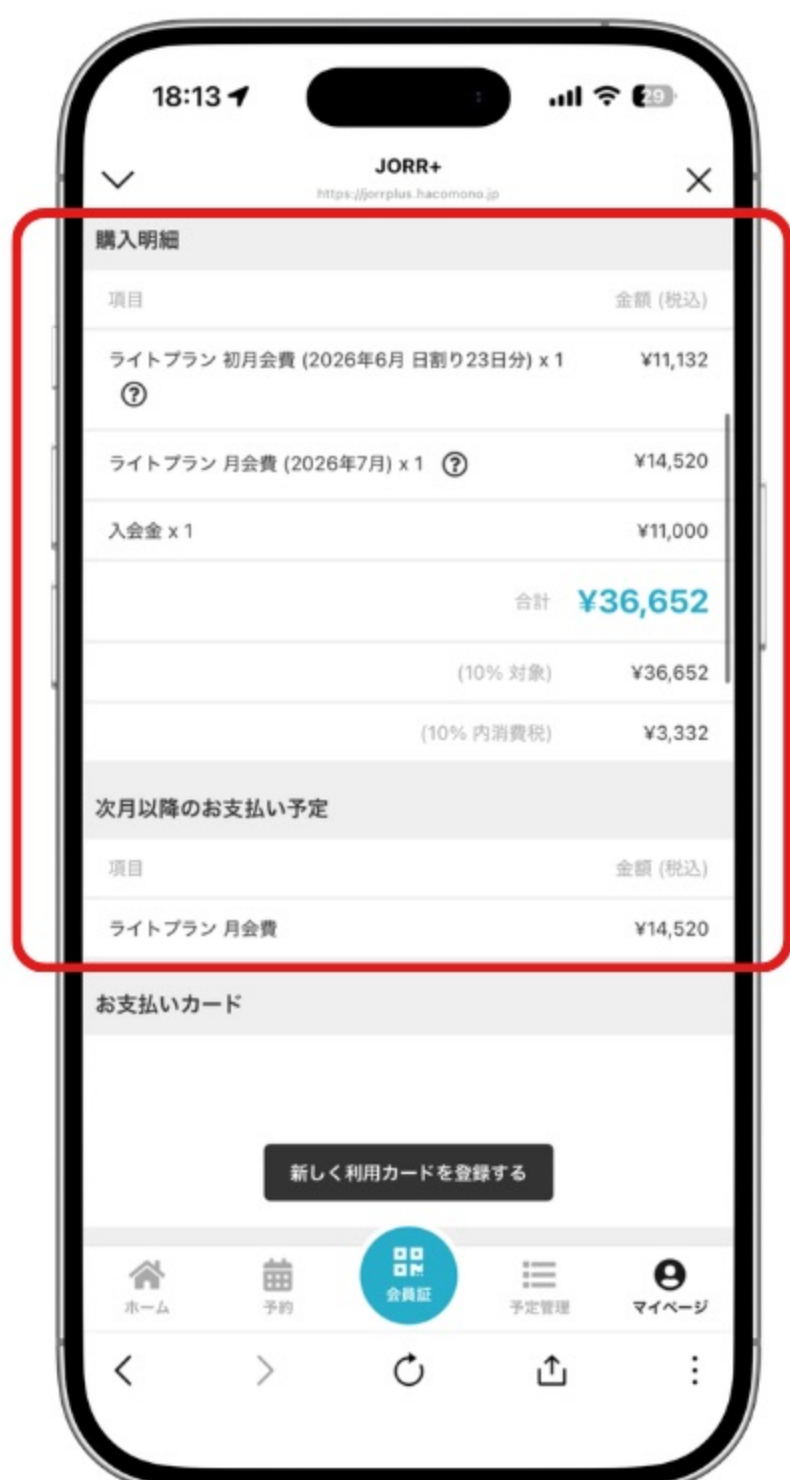 18:13
29
JORR+
https://jorrplus.hacomono.jp
購入明細
項目 金額 (税込)
ライトプラン 初月会費 (2026年6月 日割り23日分) x 1 ¥11,132
?
ライトプラン 月会費 (2026年7月) x 1 ? ¥14,520
入会金 x 1 ¥11,000
合計 ¥36,652
(10% 対象) ¥36,652
(10% 内消費税) ¥3,332
次月以降のお支払い予定
項目 金額 (税込)
ライトプラン 月会費 ¥14,520
お支払いカード
新しく利用カードを登録する
ホーム 予約 会員証 予定管理 マイページ